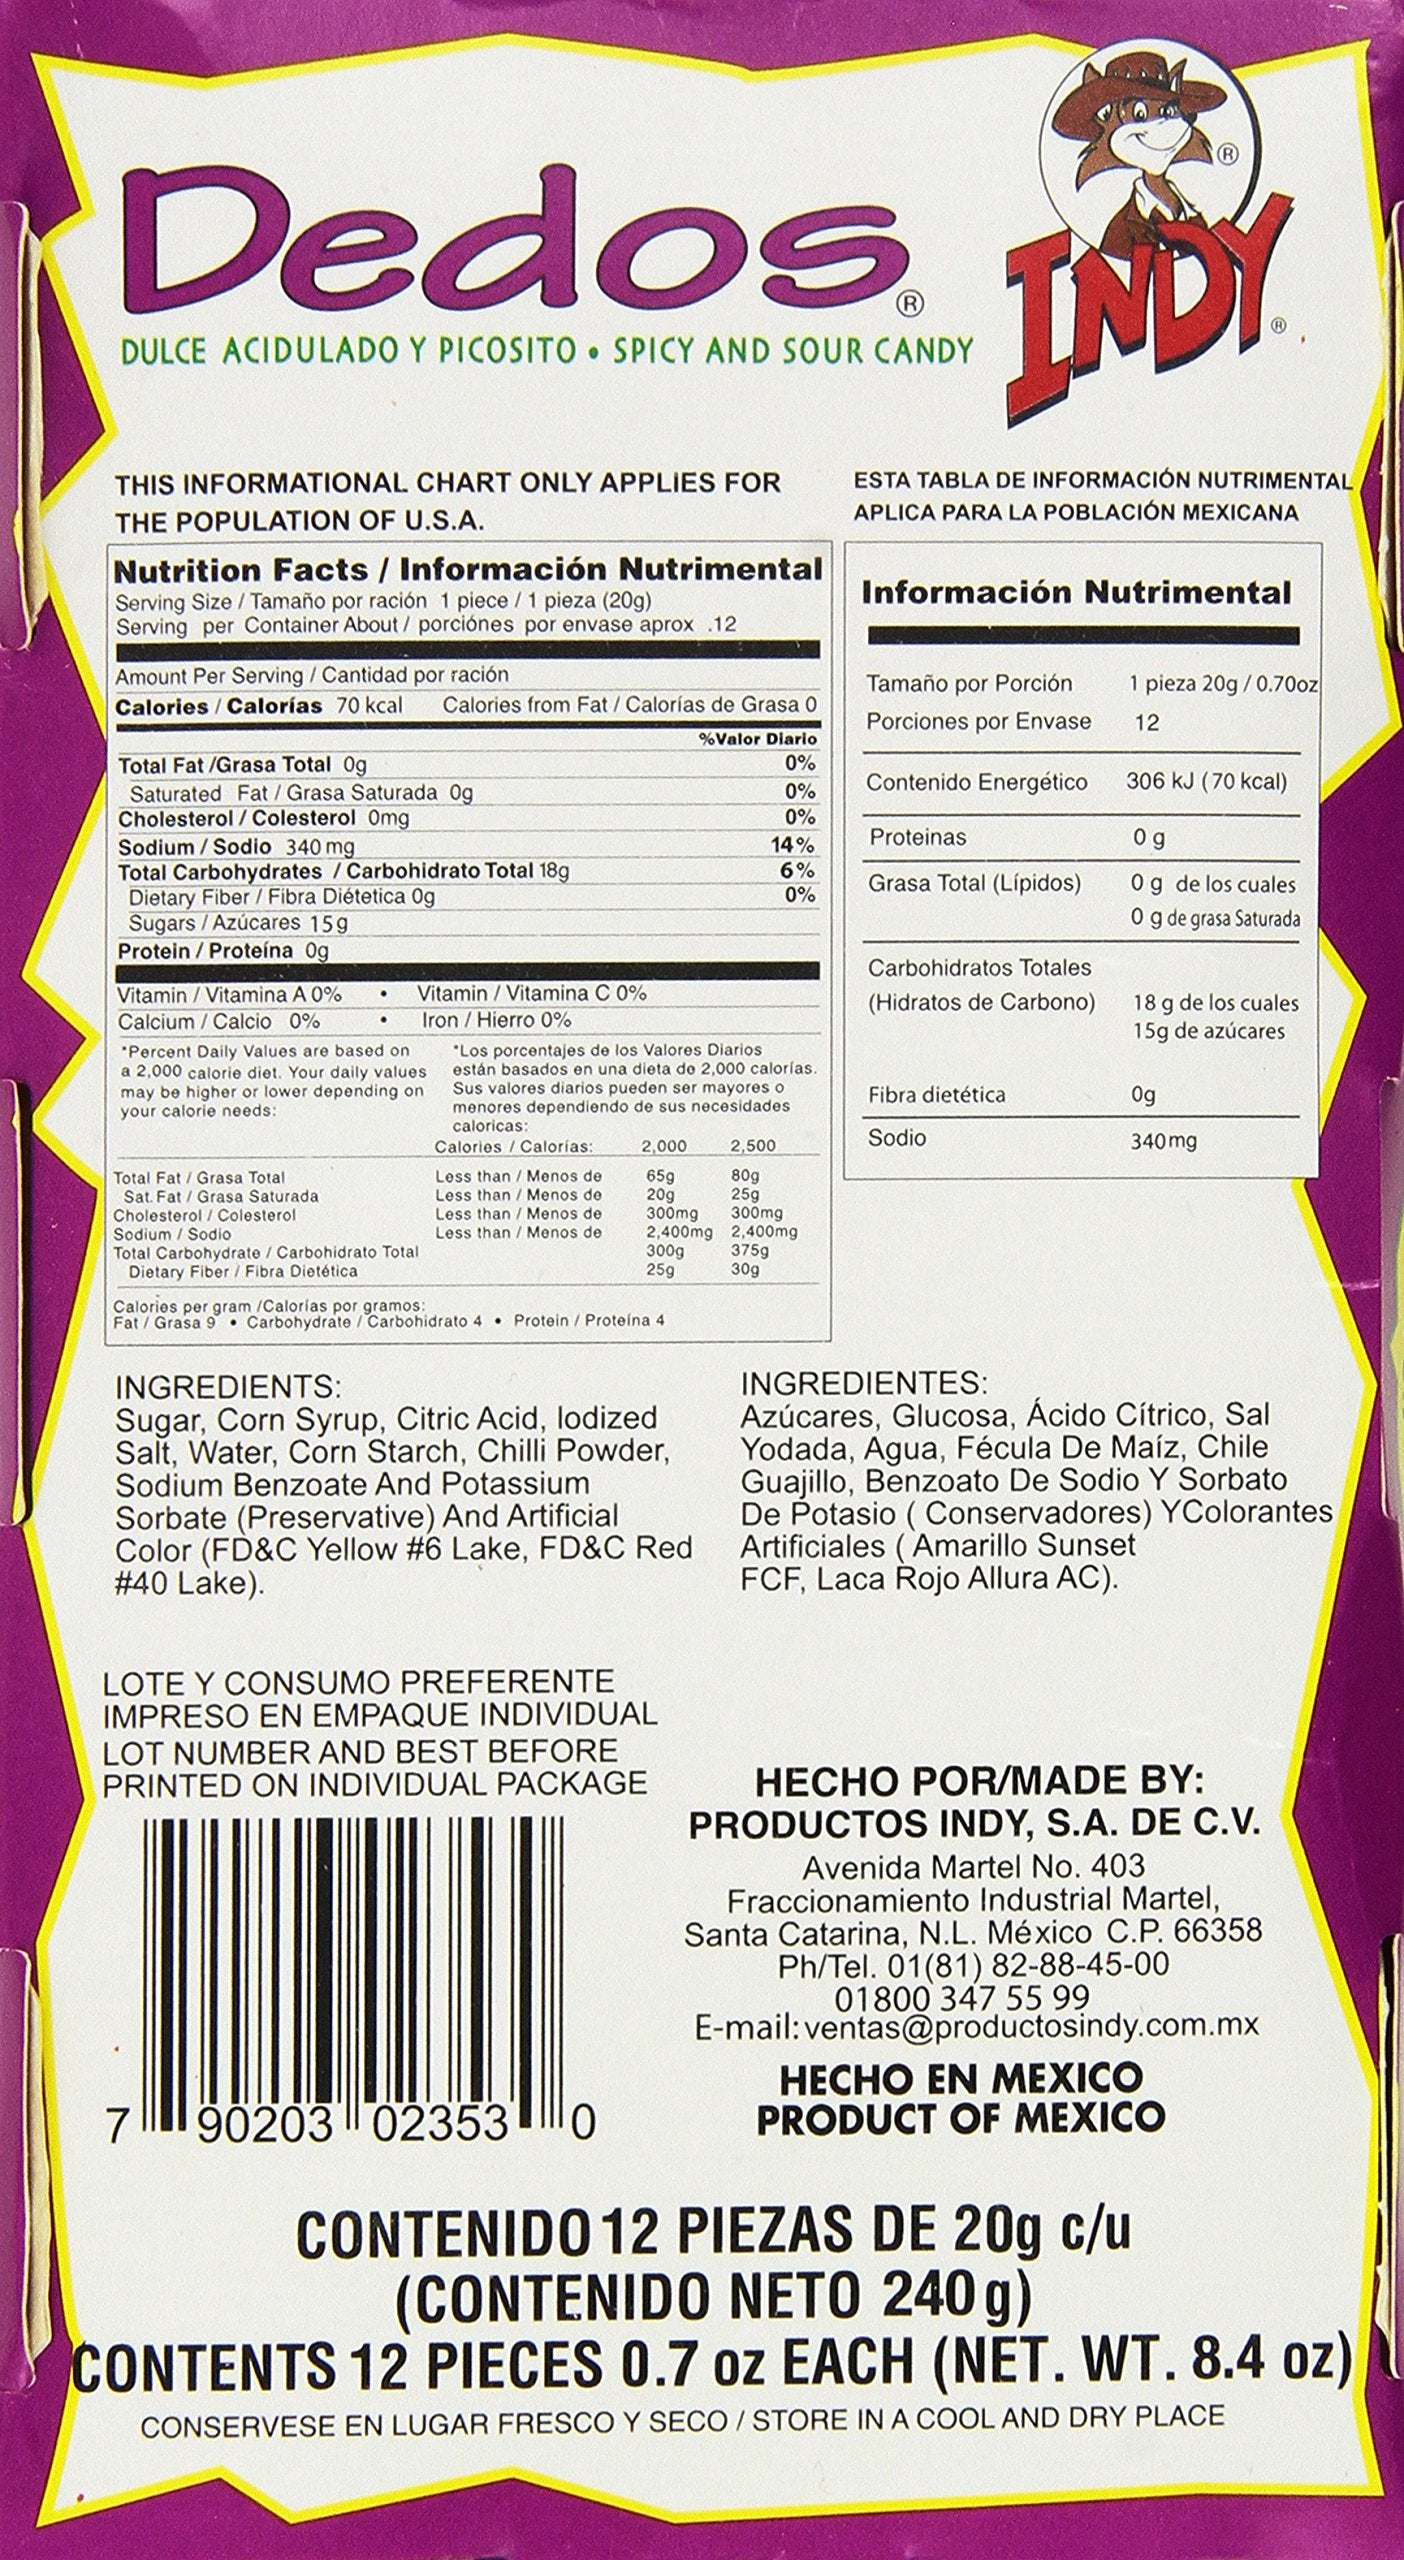 Dedos®
INDY®
®
DULCE ACIDULADO Y PICOSITO • SPICY AND SOUR CANDY
THIS INFORMATIONAL CHART ONLY APPLIES FOR
THE POPULATION OF U.S.A.
Nutrition Facts / Información Nutrimental
Serving Size / Tamaño por ración 1 piece / 1 pieza (20g)
Serving per Container About / porciónes por envase aprox .12
Amount Per Serving / Cantidad por ración
Calories / Calorías 70 kcal Calories from Fat / Calorías de Grasa 0
%Valor Diario
Total Fat /Grasa Total 0g 0%
Saturated Fat / Grasa Saturada 0g 0%
Cholesterol / Colesterol 0mg 0%
Sodium / Sodio 340 mg 14%
Total Carbohydrates / Carbohidrato Total 18g 6%
Dietary Fiber / Fibra Diétetica 0g 0%
Sugars / Azúcares 15g
Protein / Proteína 0g
Vitamin / Vitamina A 0% • Vitamin / Vitamina C 0%
Calcium / Calcio 0% • Iron / Hierro 0%
*Percent Daily Values are based on
a 2,000 calorie diet. Your daily values
may be higher or lower depending on
your calorie needs:
*Los porcentajes de los Valores Diarios
están basados en una dieta de 2,000 calorías.
Sus valores diarios pueden ser mayores o
menores dependiendo de sus necesidades
caloricas:
Calories / Calorías: 2,000 2,500
Total Fat / Grasa Total Less than / Menos de 65g 80g
Sat. Fat / Grasa Saturada Less than / Menos de 20g 25g
Cholesterol / Colesterol Less than / Menos de 300mg 300mg
Sodium / Sodio Less than / Menos de 2,400mg 2,400mg
Total Carbohydrate / Carbohidrato Total 300g 375g
Dietary Fiber / Fibra Dietética 25g 30g
Calories per gram /Calorías por gramos:
Fat / Grasa 9 • Carbohydrate / Carbohidrato 4 • Protein / Proteína 4
ESTA TABLA DE INFORMACIÓN NUTRIMENTAL
APLICA PARA LA POBLACIÓN MEXICANA
Información Nutrimental
Tamaño por Porción 1 pieza 20g / 0.70oz
Porciones por Envase 12
Contenido Energético 306 kJ (70 kcal)
Proteinas 0 g
Grasa Total (Lípidos) 0 g de los cuales
0 g de grasa Saturada
Carbohidratos Totales
(Hidratos de Carbono) 18 g de los cuales
15g de azúcares
Fibra dietética 0g
Sodio 340mg
INGREDIENTS:
Sugar, Corn Syrup, Citric Acid, Iodized
Salt, Water, Corn Starch, Chilli Powder,
Sodium Benzoate And Potassium
Sorbate (Preservative) And Artificial
Color (FD&C Yellow #6 Lake, FD&C Red
#40 Lake).
INGREDIENTES:
Azúcares, Glucosa, Ácido Cítrico, Sal
Yodada, Agua, Fécula De Maíz, Chile
Guajillo, Benzoato De Sodio Y Sorbato
De Potasio ( Conservadores) YColorantes
Artificiales ( Amarillo Sunset
FCF, Laca Rojo Allura AC).
LOTE Y CONSUMO PREFERENTE
IMPRESO EN EMPAQUE INDIVIDUAL
LOT NUMBER AND BEST BEFORE
PRINTED ON INDIVIDUAL PACKAGE
7 90203 02353 0
HECHO POR/MADE BY:
PRODUCTOS INDY, S.A. DE C.V.
Avenida Martel No. 403
Fraccionamiento Industrial Martel,
Santa Catarina, N.L. México C.P. 66358
Ph/Tel. 01(81) 82-88-45-00
01800 347 55 99
E-mail: ventas@productosindy.com.mx
HECHO EN MEXICO
PRODUCT OF MEXICO
CONTENIDO 12 PIEZAS DE 20g c/u
(CONTENIDO NETO 240 g)
CONTENTS 12 PIECES 0.7 oz EACH (NET. WT. 8.4 oz)
CONSERVESE EN LUGAR FRESCO Y SECO / STORE IN A COOL AND DRY PLACE